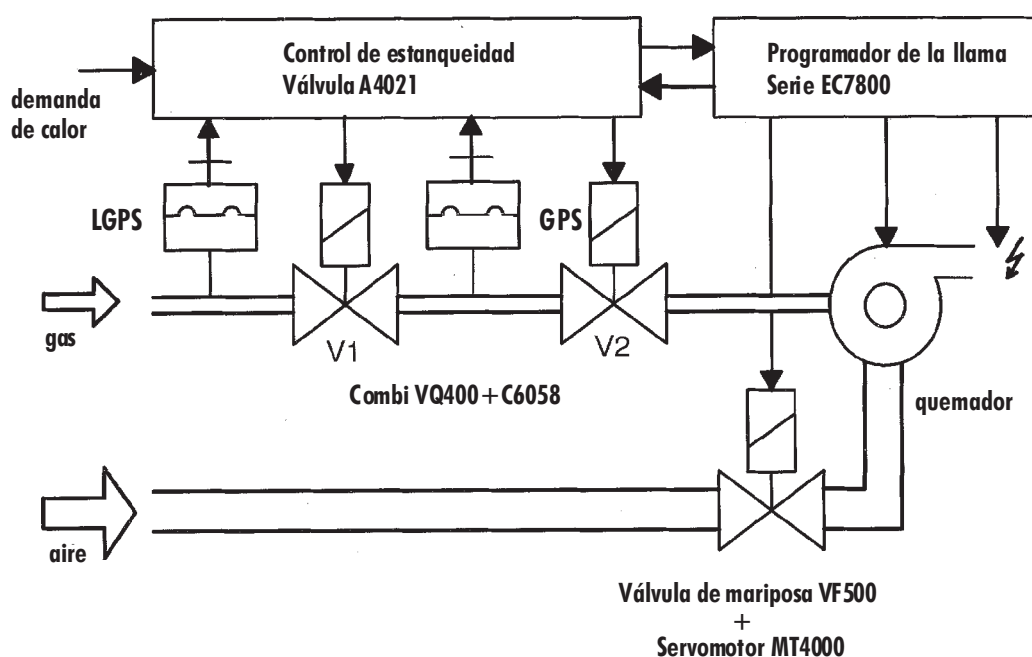 Control de estanqueidad
Válvula A4021
Programador de la llama
Serie EC7800
demanda
de calor
LGPS
GPS
gas
V1
V2
Combi VQ400+C6058
quemador
aire
Válvula de mariposa VF500
+
Servomotor MT4000